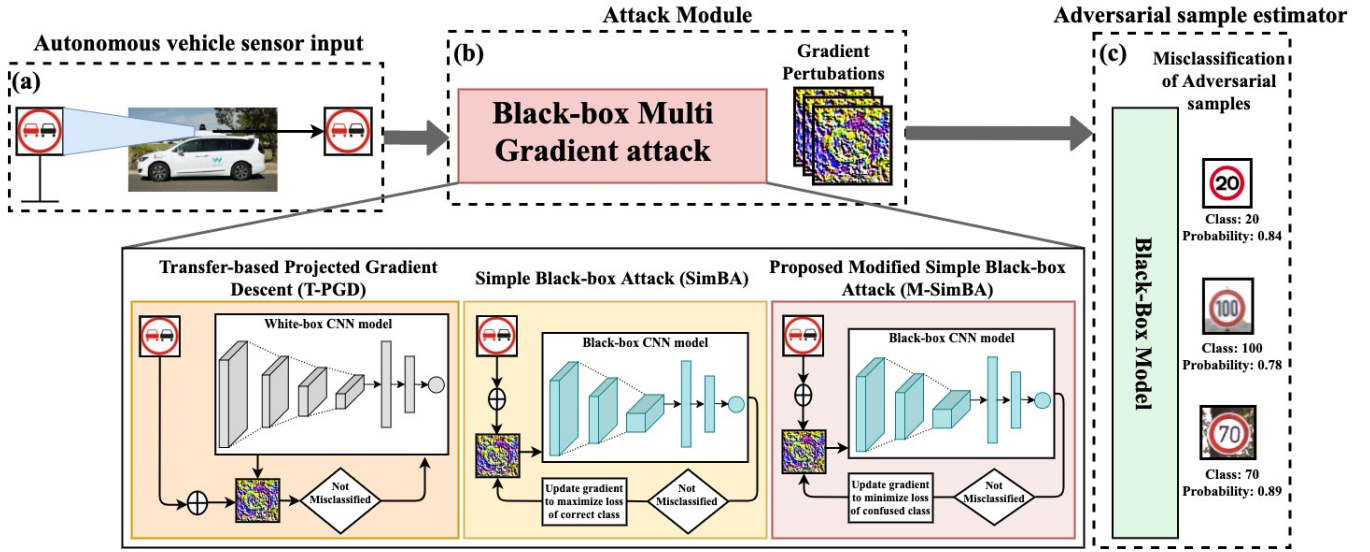 Autonomous vehicle sensor input
(a)
Attack Module
(b)
Black-box Multi
Gradient attack
Gradient
Pertubations
Adversarial sample estimator
(c)
Misclassification
of Adversarial
samples
Black-Box Model
20
Class: 20
Probability: 0.84
100
Class: 100
Probability: 0.78
70
Class: 70
Probability: 0.89
Transfer-based Projected Gradient
Descent (T-PGD)
White-box CNN model
Not
Misclassified
Simple Black-box Attack (SimBA)
Black-box CNN model
Update gradient
to maximize loss
of correct class
Not
Misclassified
Proposed Modified Simple Black-box
Attack (M-SimBA)
Black-box CNN model
Update gradient
to minimize loss
of confused class
Not
Misclassified